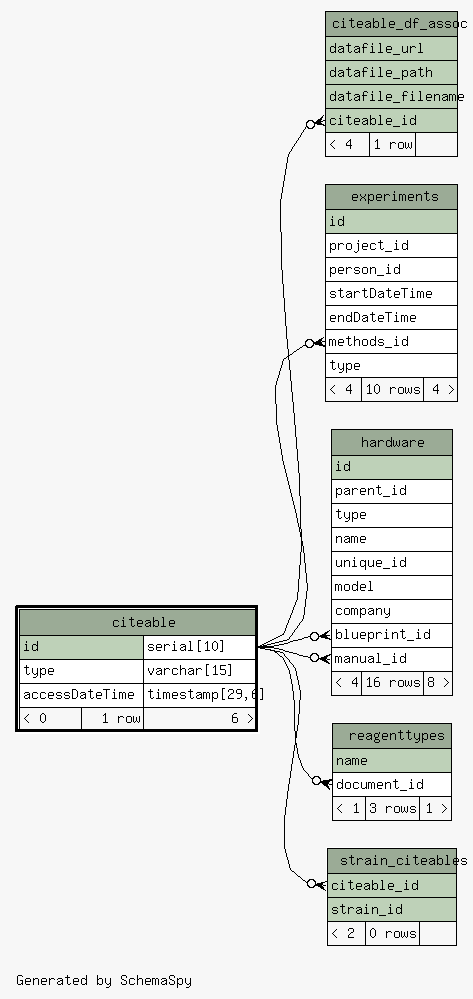 citeable_df_assoc
datafile_url
datafile_path
datafile_filename
citeable_id
< 4 1 row
experiments
id
project_id
person_id
startDateTime
endDateTime
methods_id
type
< 4 10 rows 4 >
hardware
id
parent_id
type
name
unique_id
model
company
blueprint_id
manual_id
< 4 16 rows 8 >
citeable
id serial[10]
type varchar[15]
accessDateTime timestamp[29,6]
< 0 1 row 6 >
reagenttypes
name
document_id
< 1 3 rows 1 >
strain_citeables
citeable_id
strain_id
< 2 0 rows
Generated by SchemaSpy